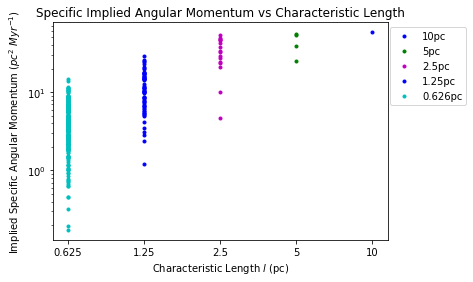 Specific Implied Angular Momentum vs Characteristic Length
Implied Specific Angular Momentum (pc² Myr⁻¹)
10¹
10⁰
0.625
1.25
2.5
5
10
Characteristic Length l (pc)
10pc
5pc
2.5pc
1.25pc
0.626pc